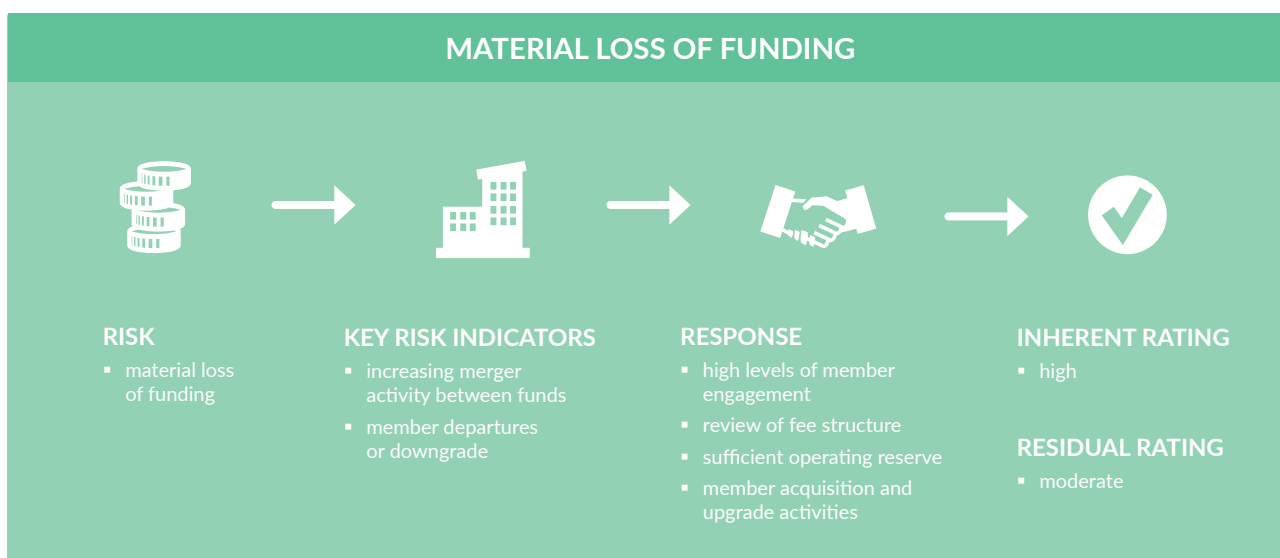 MATERIAL LOSS OF FUNDING
RISK
▪ material loss
of funding
KEY RISK INDICATORS
▪ increasing merger
activity between funds
▪ member departures
or downgrade
RESPONSE
▪ high levels of member
engagement
▪ review of fee structure
▪ sufficient operating reserve
▪ member acquisition and
upgrade activities
INHERENT RATING
▪ high
RESIDUAL RATING
▪ moderate